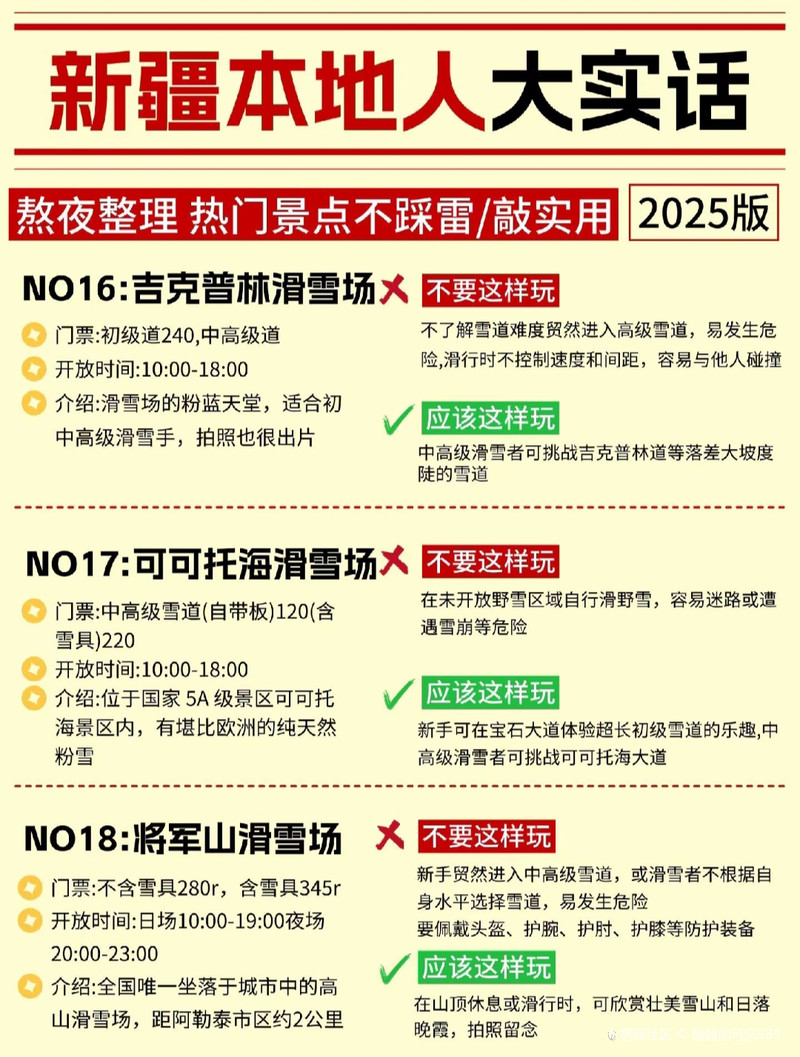 新疆本地人大实话
熬夜整理 热门景点不踩雷/敲实用
2025版
NO16:吉克普林滑雪场
门票:初级道240,中高级道
开放时间:10:00-18:00
介绍:滑雪场的粉蓝天堂，适合初
中高级滑雪手，拍照也很出片
不要这样玩
不了解雪道难度贸然进入高级雪道，易发生危
险,滑行时不控制速度和间距，容易与他人碰撞
应该这样玩
中高级滑雪者可挑战吉克普林道等落差大坡度
陡的雪道
NO17:可可托海滑雪场
门票:中高级雪道(自带板)120(含
雪具)220
开放时间:10:00-18:00
介绍:位于国家 5A 级景区可可托
海景区内，有堪比欧洲的纯天然
粉雪
不要这样玩
在未开放野雪区域自行滑野雪，容易迷路或遭
遇雪崩等危险
应该这样玩
新手可在宝石大道体验超长初级雪道的乐趣,中
高级滑雪者可挑战可可托海大道
NO18:将军山滑雪场
门票:不含雪具280r，含雪具345r
开放时间:日场10:00-19:00夜场
20:00-23:00
介绍:全国唯一坐落于城市中的高
山滑雪场，距阿勒泰市区约2公里
不要这样玩
新手贸然进入中高级雪道，或滑雪者不根据自
身水平选择雪道，易发生危险
要佩戴头盔、护腕、护肘、护膝等防护装备
应该这样玩
在山顶休息或滑行时，可欣赏壮美雪山和日落
晚霞，拍照留念